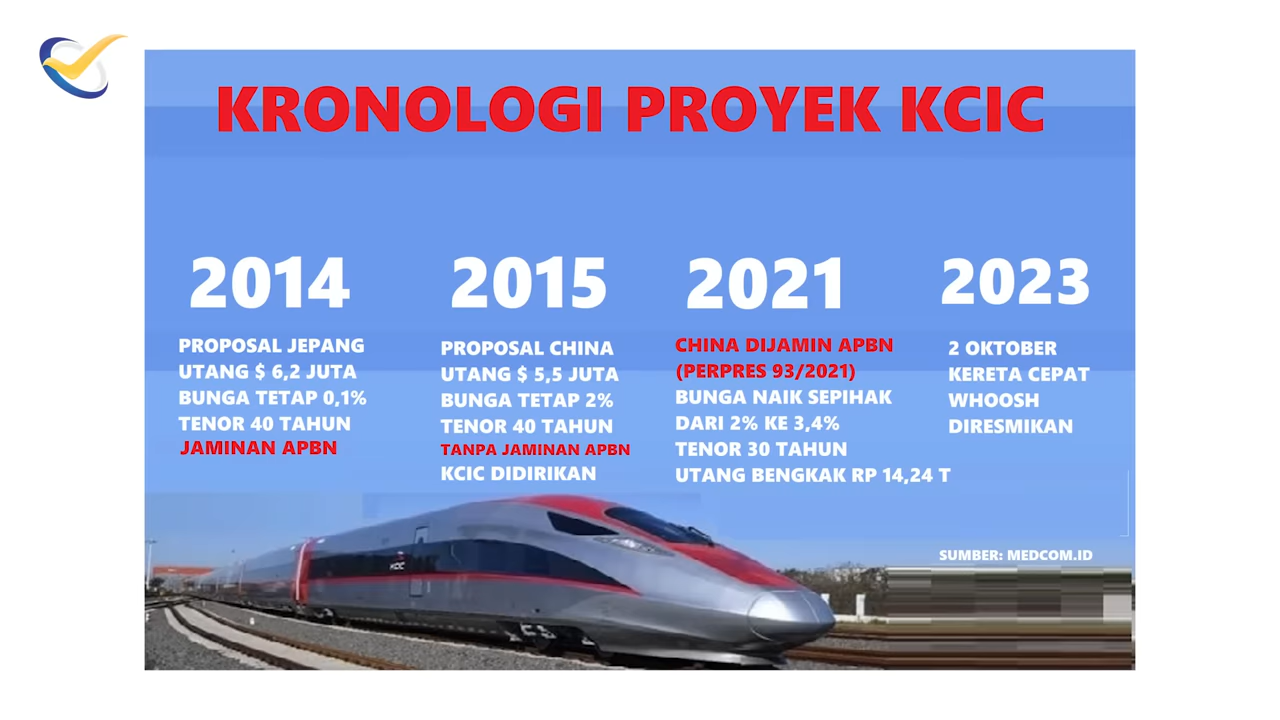 KRONOLOGI PROYEK KCIC
2014
PROPOSAL JEPANG
UTANG $ 6,2 JUTA
BUNGA TETAP 0,1%
TENOR 40 TAHUN
JAMINAN APBN
2015
PROPOSAL CHINA
UTANG $ 5,5 JUTA
BUNGA TETAP 2%
TENOR 40 TAHUN
TANPA JAMINAN APBN
KCIC DIDIRIKAN
2021
CHINA DIJAMIN APBN
(PERPRES 93/2021)
BUNGA NAIK SEPIHAK
DARI 2% KE 3,4%
TENOR 30 TAHUN
UTANG BENGKAK RP 14,24 T
2023
2 OKTOBER
KERETA CEPAT
WHOOSH
DIRESMIKAN
SUMBER: MEDCOM.ID
KCIC